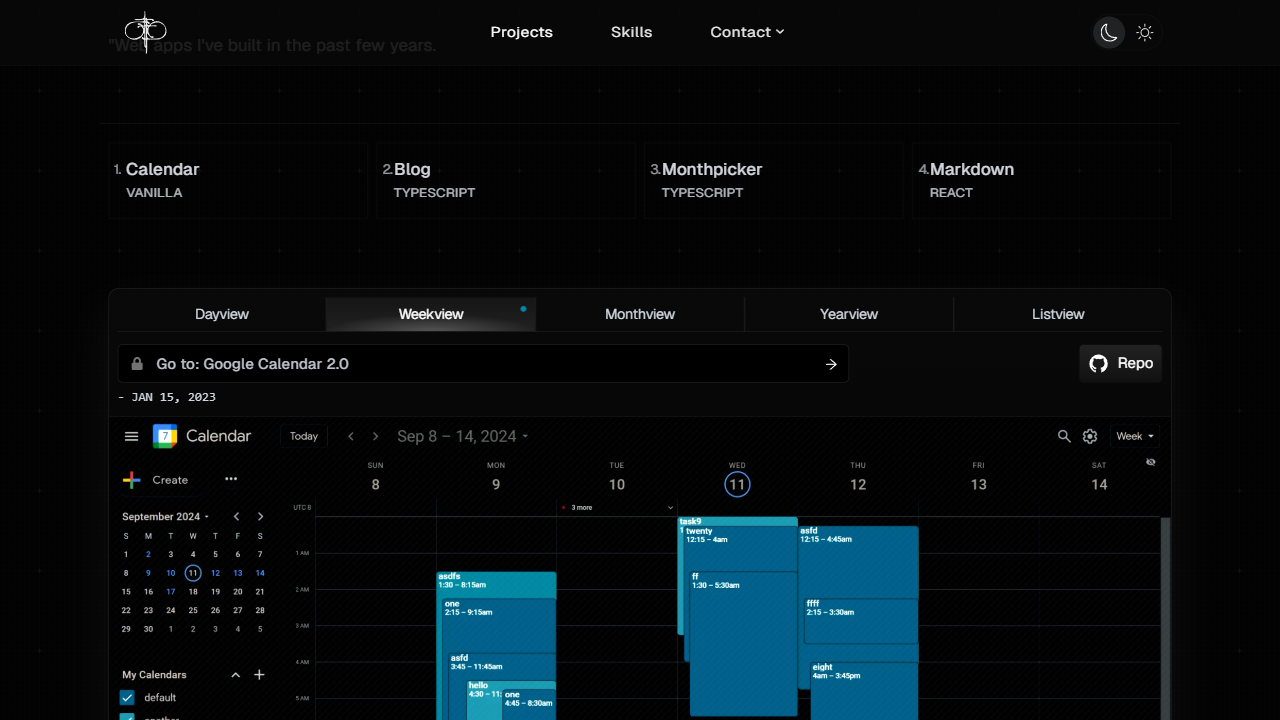 Projects
Skills
Contact
"Web apps I've built in the past few years.
1. Calendar
VANILLA
2. Blog
TYPESCRIPT
3. Monthpicker
TYPESCRIPT
4. Markdown
REACT
Dayview
Weekview
Monthview
Yearview
Listview
Go to: Google Calendar 2.0
Repo
- JAN 15, 2023
7
Calendar
Today
Sep 8 – 14, 2024
Week
Create
SUN MON TUE WED THU FRI SAT
8 9 10 11 12 13 14
UTC 8
3 more
September 2024
S M T W T F S
1 2 3 4 5 6 7
8 9 10 11 12 13 14
15 16 17 18 19 20 21
22 23 24 25 26 27 28
29 30 1 2 3 4 5
My Calendars
default
1 AM
2 AM
3 AM
4 AM
5 AM
asdfs
1:30 – 8:15am
one
2:15 – 9:15am
asfd
3:45 – 11:45am
hello
4:30 – 11:
one
4:45 – 8:30am
task9
1
twenty
12:15 – 4am
ff
1:30 – 5:30am
asfd
12:15 – 4:45am
ffff
2:15 – 3:30am
eight
4am – 3:45pm